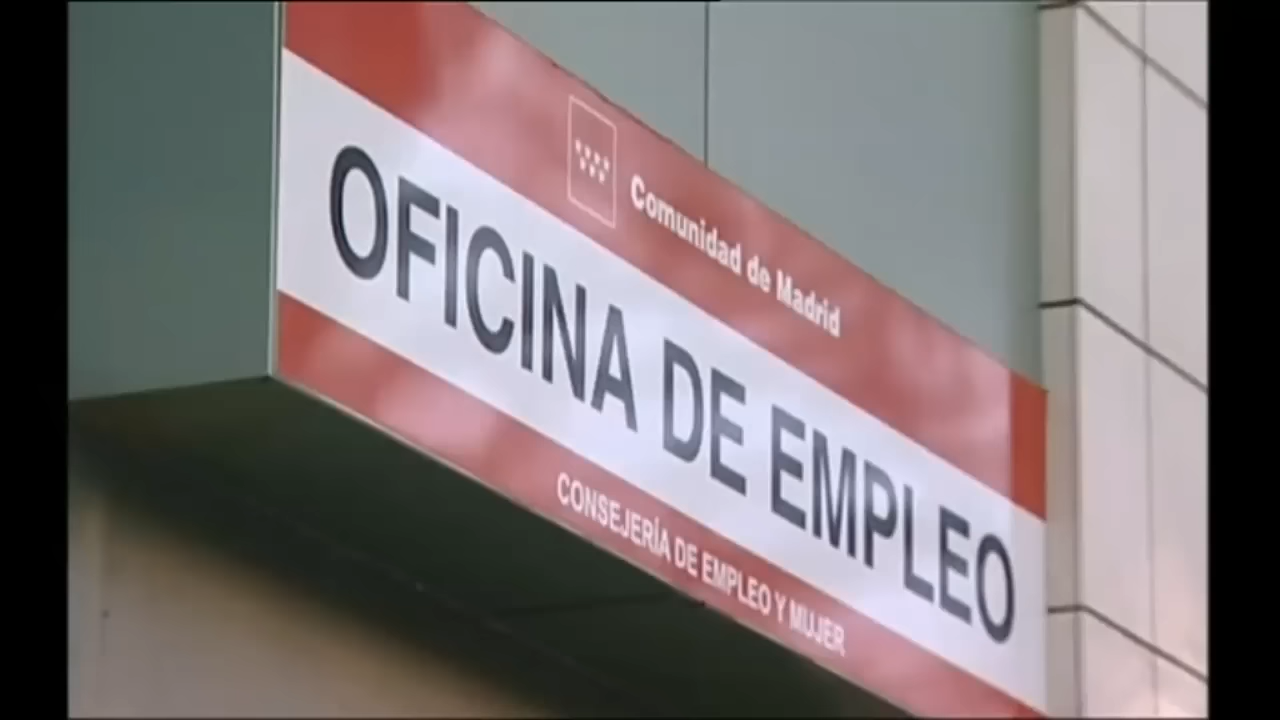 Comunidad de Madrid
OFICINA DE EMPLEO
CONSEJERÍA DE EMPLEO Y MUJER